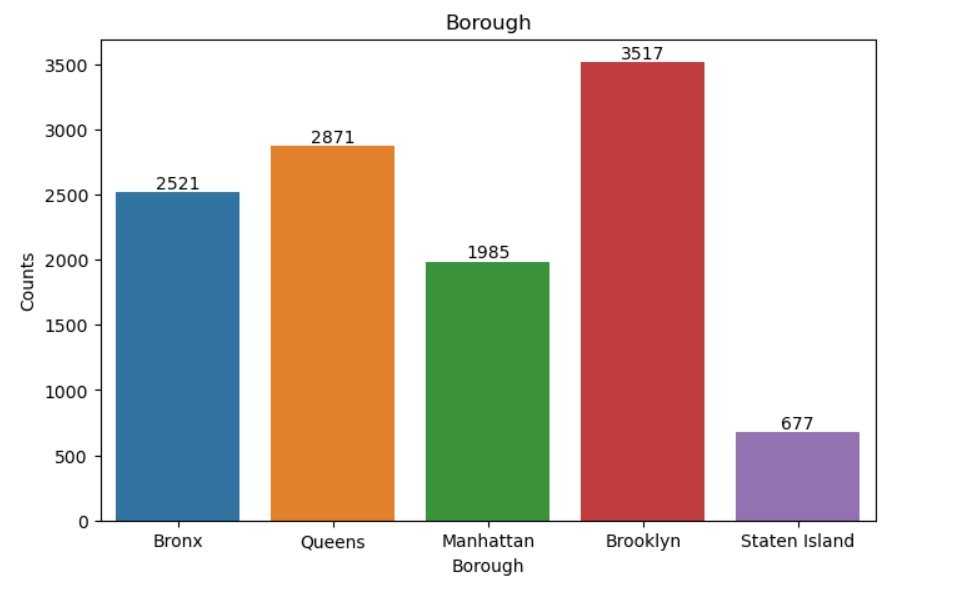 Borough
3500
3000
2500
2000
1500
1000
500
0
Counts
2521
2871
1985
3517
677
Bronx
Queens
Manhattan
Brooklyn
Staten Island
Borough